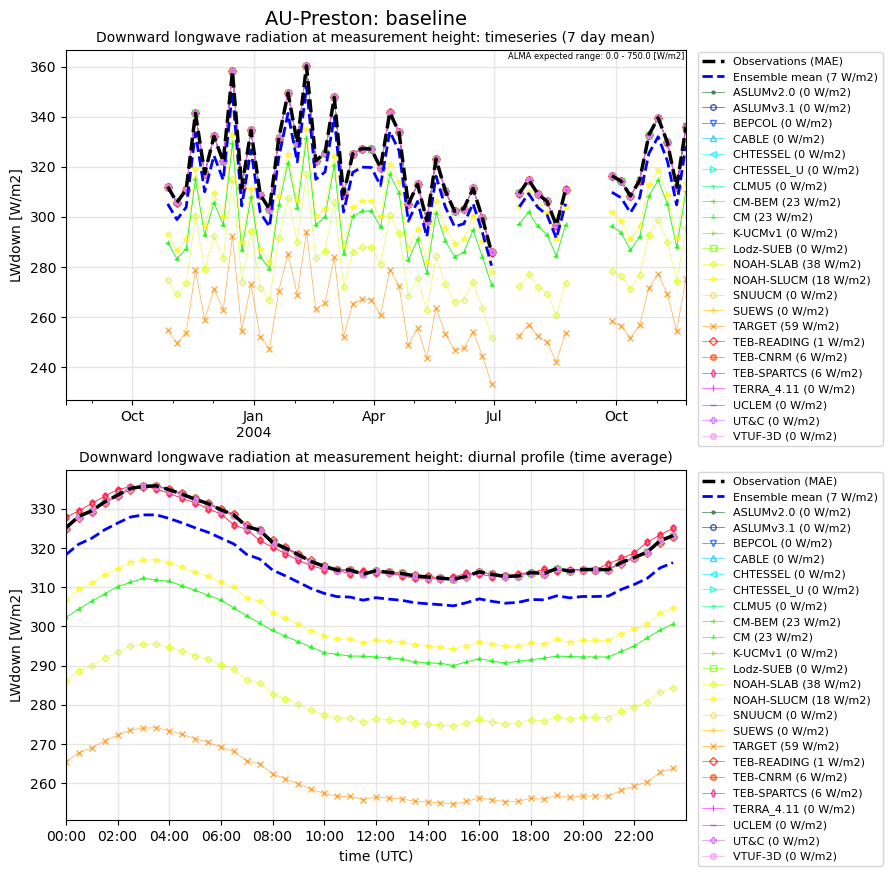 AU-Preston: baseline
Downward longwave radiation at measurement height: timeseries (7 day mean)
ALMA expected range: 0.0 - 750.0 [W/m2]
LWdown [W/m2]
360
340
320
300
280
260
240
Oct
Jan
2004
Apr
Jul
Oct
Observations (MAE)
Ensemble mean (7 W/m2)
ASLUMv2.0 (0 W/m2)
ASLUMv3.1 (0 W/m2)
BEPCOL (0 W/m2)
CABLE (0 W/m2)
CHTESSEL (0 W/m2)
CHTESSEL_U (0 W/m2)
CLMU5 (0 W/m2)
CM-BEM (23 W/m2)
CM (23 W/m2)
K-UCMv1 (0 W/m2)
Lodz-SUEB (0 W/m2)
NOAH-SLAB (38 W/m2)
NOAH-SLUCM (18 W/m2)
SNUUCM (0 W/m2)
SUEWS (0 W/m2)
TARGET (59 W/m2)
TEB-READING (1 W/m2)
TEB-CNRM (6 W/m2)
TEB-SPARTCS (6 W/m2)
TERRA_4.11 (0 W/m2)
UCLEM (0 W/m2)
UT&C (0 W/m2)
VTUF-3D (0 W/m2)
Downward longwave radiation at measurement height: diurnal profile (time average)
LWdown [W/m2]
330
320
310
300
290
280
270
260
00:00
02:00
04:00
06:00
08:00
10:00
12:00
14:00
16:00
18:00
20:00
22:00
time (UTC)
Observation (MAE)
Ensemble mean (7 W/m2)
ASLUMv2.0 (0 W/m2)
ASLUMv3.1 (0 W/m2)
BEPCOL (0 W/m2)
CABLE (0 W/m2)
CHTESSEL (0 W/m2)
CHTESSEL_U (0 W/m2)
CLMU5 (0 W/m2)
CM-BEM (23 W/m2)
CM (23 W/m2)
K-UCMv1 (0 W/m2)
Lodz-SUEB (0 W/m2)
NOAH-SLAB (38 W/m2)
NOAH-SLUCM (18 W/m2)
SNUUCM (0 W/m2)
SUEWS (0 W/m2)
TARGET (59 W/m2)
TEB-READING (1 W/m2)
TEB-CNRM (6 W/m2)
TEB-SPARTCS (6 W/m2)
TERRA_4.11 (0 W/m2)
UCLEM (0 W/m2)
UT&C (0 W/m2)
VTUF-3D (0 W/m2)